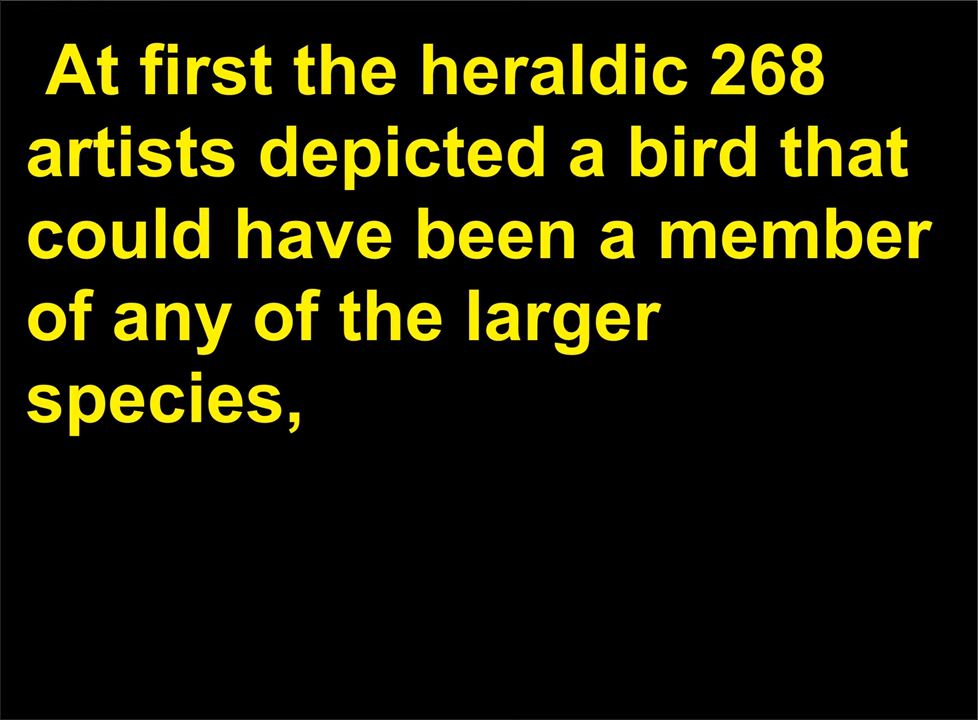 At first the heraldic 268
artists depicted a bird that
could have been a member
of any of the larger
species,